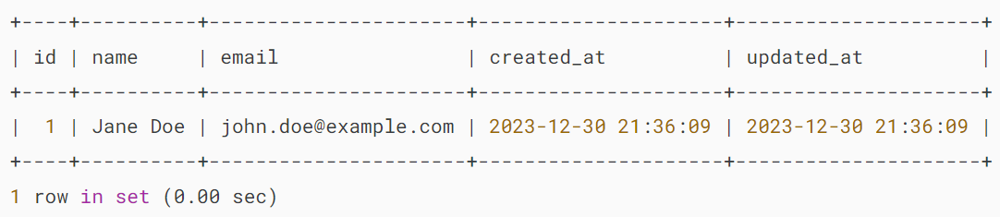 +----+----------+----------------------+---------------------+---------------------+
| id | name     | email                | created_at          | updated_at          |
+----+----------+----------------------+---------------------+---------------------+
|  1 | Jane Doe | john.doe@example.com | 2023-12-30 21:36:09 | 2023-12-30 21:36:09 |
+----+----------+----------------------+---------------------+---------------------+
1 row in set (0.00 sec)